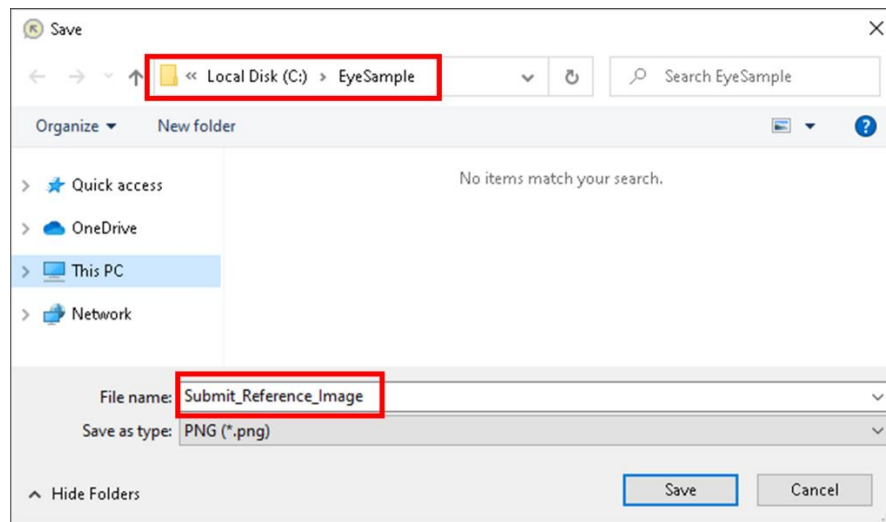 Save
« Local Disk (C:) › EyeSample
Search EyeSample
Organize
New folder
Quick access
No items match your search.
OneDrive
This PC
Network
File name: Submit_Reference_Image
Save as type: PNG (*.png)
Hide Folders
Save
Cancel